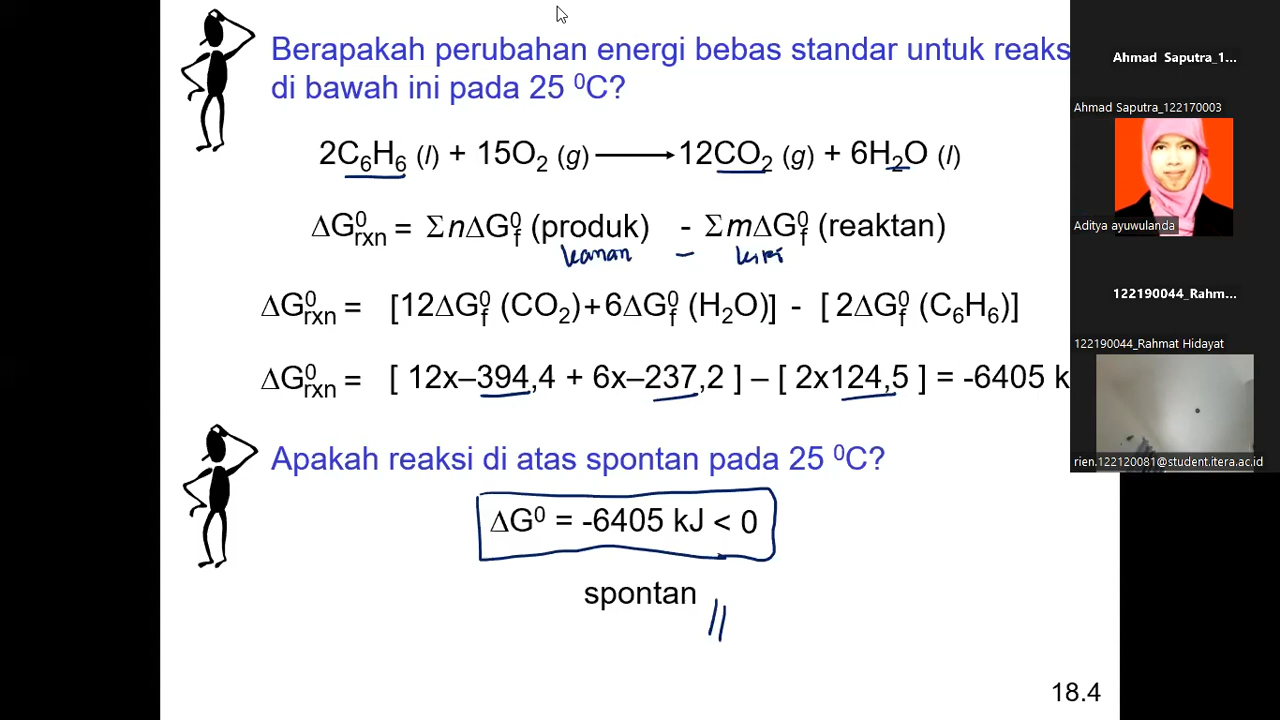 Berapakah perubahan energi bebas standar untuk reaks
di bawah ini pada 25 ⁰C?
2C₆H₆ (l) + 15O₂ (g) ⟶ 12CO₂ (g) + 6H₂O (l)
ΔG⁰rxn = ΣnΔG⁰f (produk) - ΣmΔG⁰f (reaktan)
kanan – kiri
ΔG⁰rxn = [12ΔG⁰f (CO₂)+6ΔG⁰f (H₂O)] - [ 2ΔG⁰f (C₆H₆)]
ΔG⁰rxn = [ 12x–394,4 + 6x–237,2 ] – [ 2x124,5 ] = -6405 k
Apakah reaksi di atas spontan pada 25 ⁰C?
ΔG⁰ = -6405 kJ < 0
spontan
18.4
Ahmad Saputra_1...
Ahmad Saputra_122170003
Aditya ayuwulanda
122190044_Rahm...
122190044_Rahmat Hidayat
rien.122120081@student.itera.ac.id